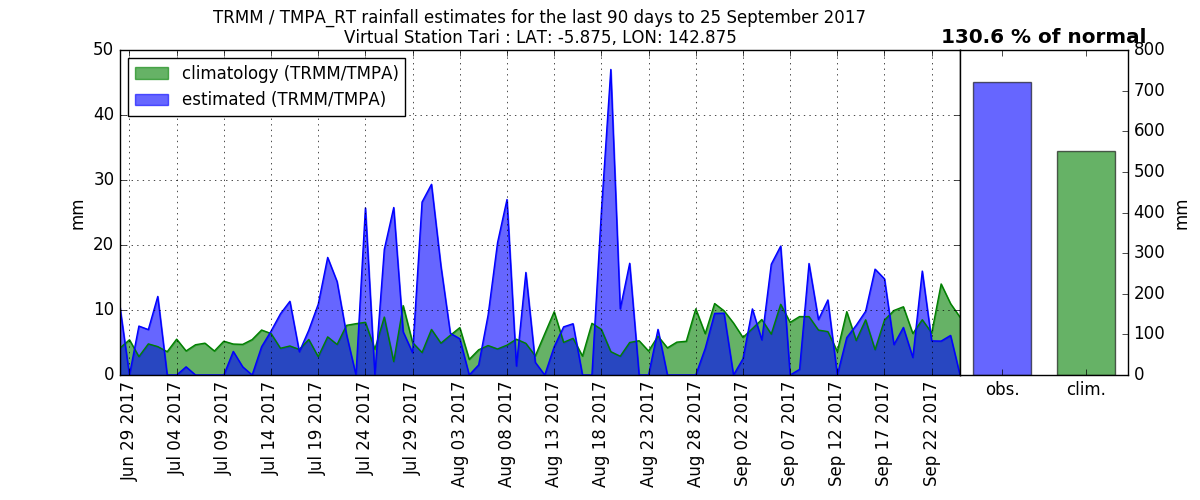 TRMM / TMPA_RT rainfall estimates for the last 90 days to 25 September 2017
Virtual Station Tari : LAT: -5.875, LON: 142.875
130.6 % of normal
climatology (TRMM/TMPA)
estimated (TRMM/TMPA)
50
40
30
20
10
0
mm
Jun 29 2017
Jul 04 2017
Jul 09 2017
Jul 14 2017
Jul 19 2017
Jul 24 2017
Jul 29 2017
Aug 03 2017
Aug 08 2017
Aug 13 2017
Aug 18 2017
Aug 23 2017
Aug 28 2017
Sep 02 2017
Sep 07 2017
Sep 12 2017
Sep 17 2017
Sep 22 2017
800
700
600
500
400
300
200
100
0
mm
obs.
clim.